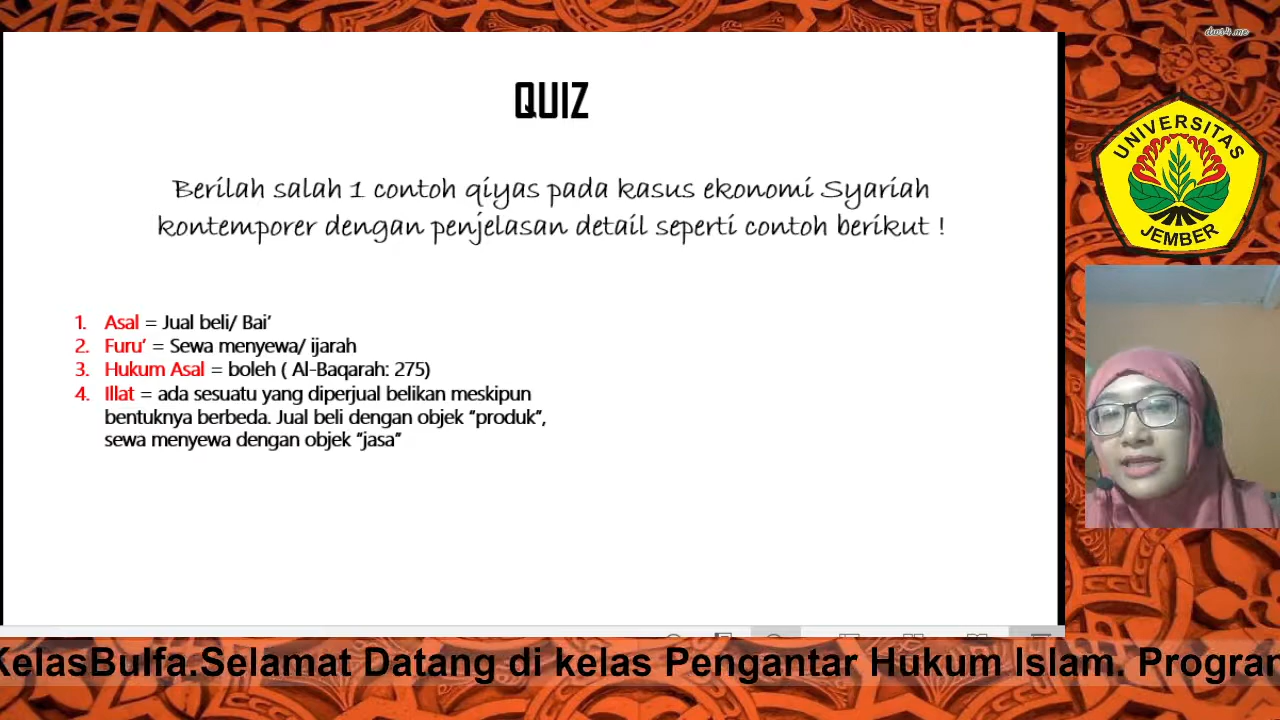 dws4.me
QUIZ
Berilah salah 1 contoh qiyas pada kasus ekonomi Syariah
kontemporer dengan penjelasan detail seperti contoh berikut !
1. Asal = Jual beli/ Bai'
2. Furu' = Sewa menyewa/ ijarah
3. Hukum Asal = boleh ( Al-Baqarah: 275)
4. Illat = ada sesuatu yang diperjual belikan meskipun
bentuknya berbeda. Jual beli dengan objek "produk",
sewa menyewa dengan objek "jasa"
UNIVERSITAS
JEMBER
KelasBulfa.Selamat Datang di kelas Pengantar Hukum Islam. Program